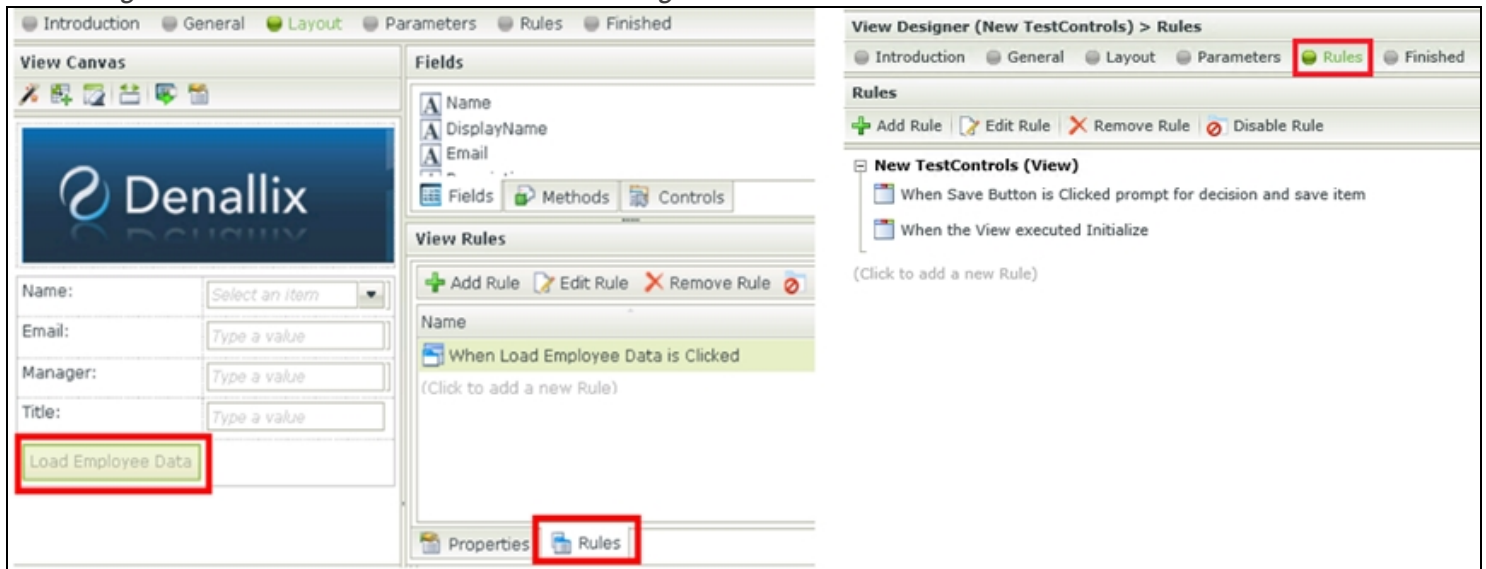 Introduction General Layout Parameters Rules Finished
View Canvas
Denallix
Name: Select an item
Email: Type a value
Manager: Type a value
Title: Type a value
Load Employee Data
Fields
Name
DisplayName
Email
Fields Methods Controls
View Rules
Add Rule Edit Rule Remove Rule
Name
When Load Employee Data is Clicked
(Click to add a new Rule)
Properties Rules
View Designer (New TestControls) > Rules
Introduction General Layout Parameters Rules Finished
Rules
Add Rule Edit Rule Remove Rule Disable Rule
New TestControls (View)
When Save Button is Clicked prompt for decision and save item
When the View executed Initialize
(Click to add a new Rule)